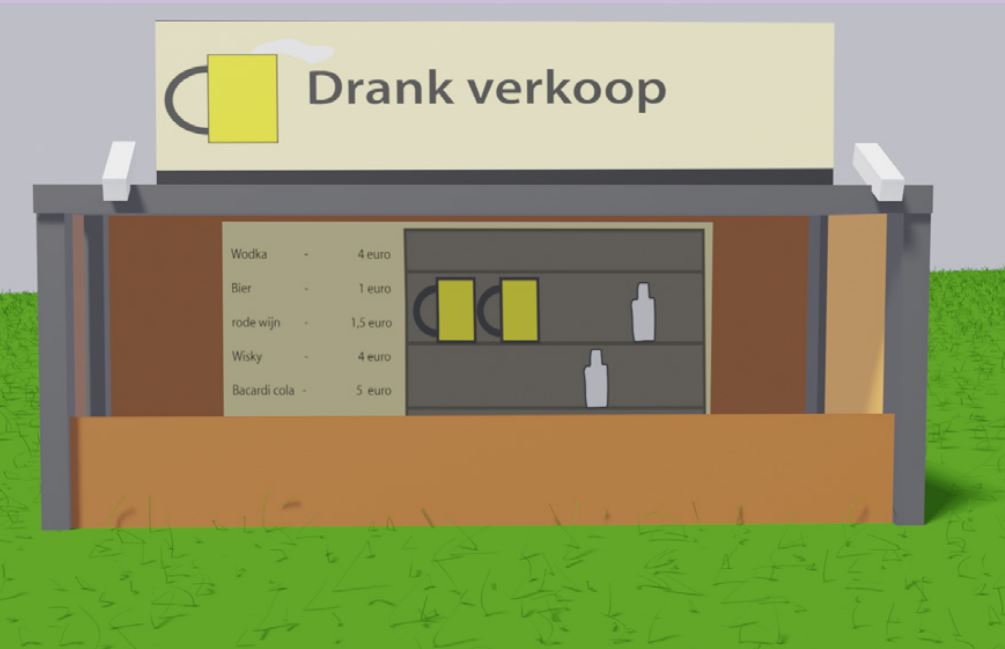 Drank verkoop
Wodka - 4 euro
Bier - 1 euro
rode wijn - 1,5 euro
Wisky - 4 euro
Bacardi cola - 5 euro